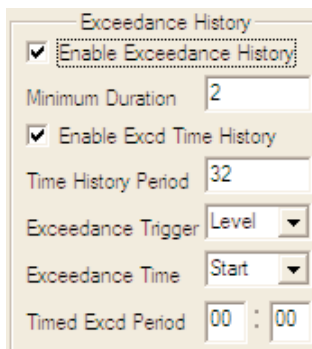 Exceedance History
Enable Exceedance History
Minimum Duration 2
Enable Excd Time History
Time History Period 32
Exceedance Trigger Level
Exceedance Time Start
Timed Excd Period 00 : 00